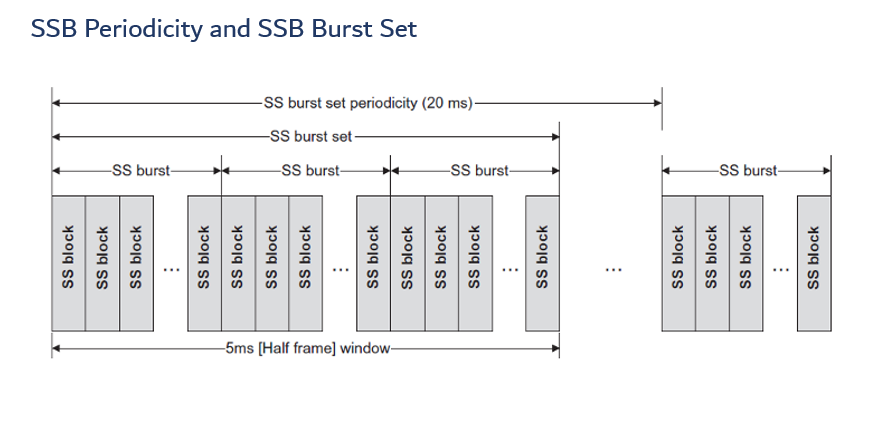 SSB Periodicity and SSB Burst Set
SS burst set periodicity (20 ms)
SS burst set
SS burst SS burst SS burst SS burst
SS block SS block SS block ... SS block SS block SS block SS block ... SS block SS block SS block SS block ... SS block ... SS block SS block SS block ... SS block
5ms [Half frame] window